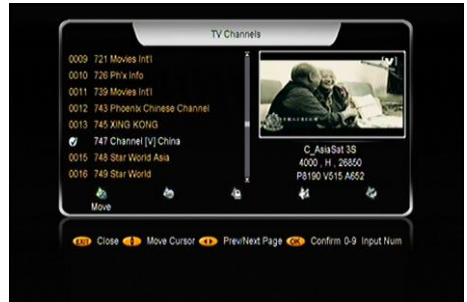 TV Channels
0009 721 Movies Int'l
0010 726 Ph'x Info
0011 739 Movies Int'l
0012 743 Phoenix Chinese Channel
0013 745 XING KONG
747 Channel [V] China
0015 748 Star World Asia
0016 749 Star World
[V]
C_AsiaSat 3S
4000 , H , 26850
P8190 V515 A652
Move
EXIT Close Move Cursor Prev/Next Page OK Confirm 0-9 Input Num